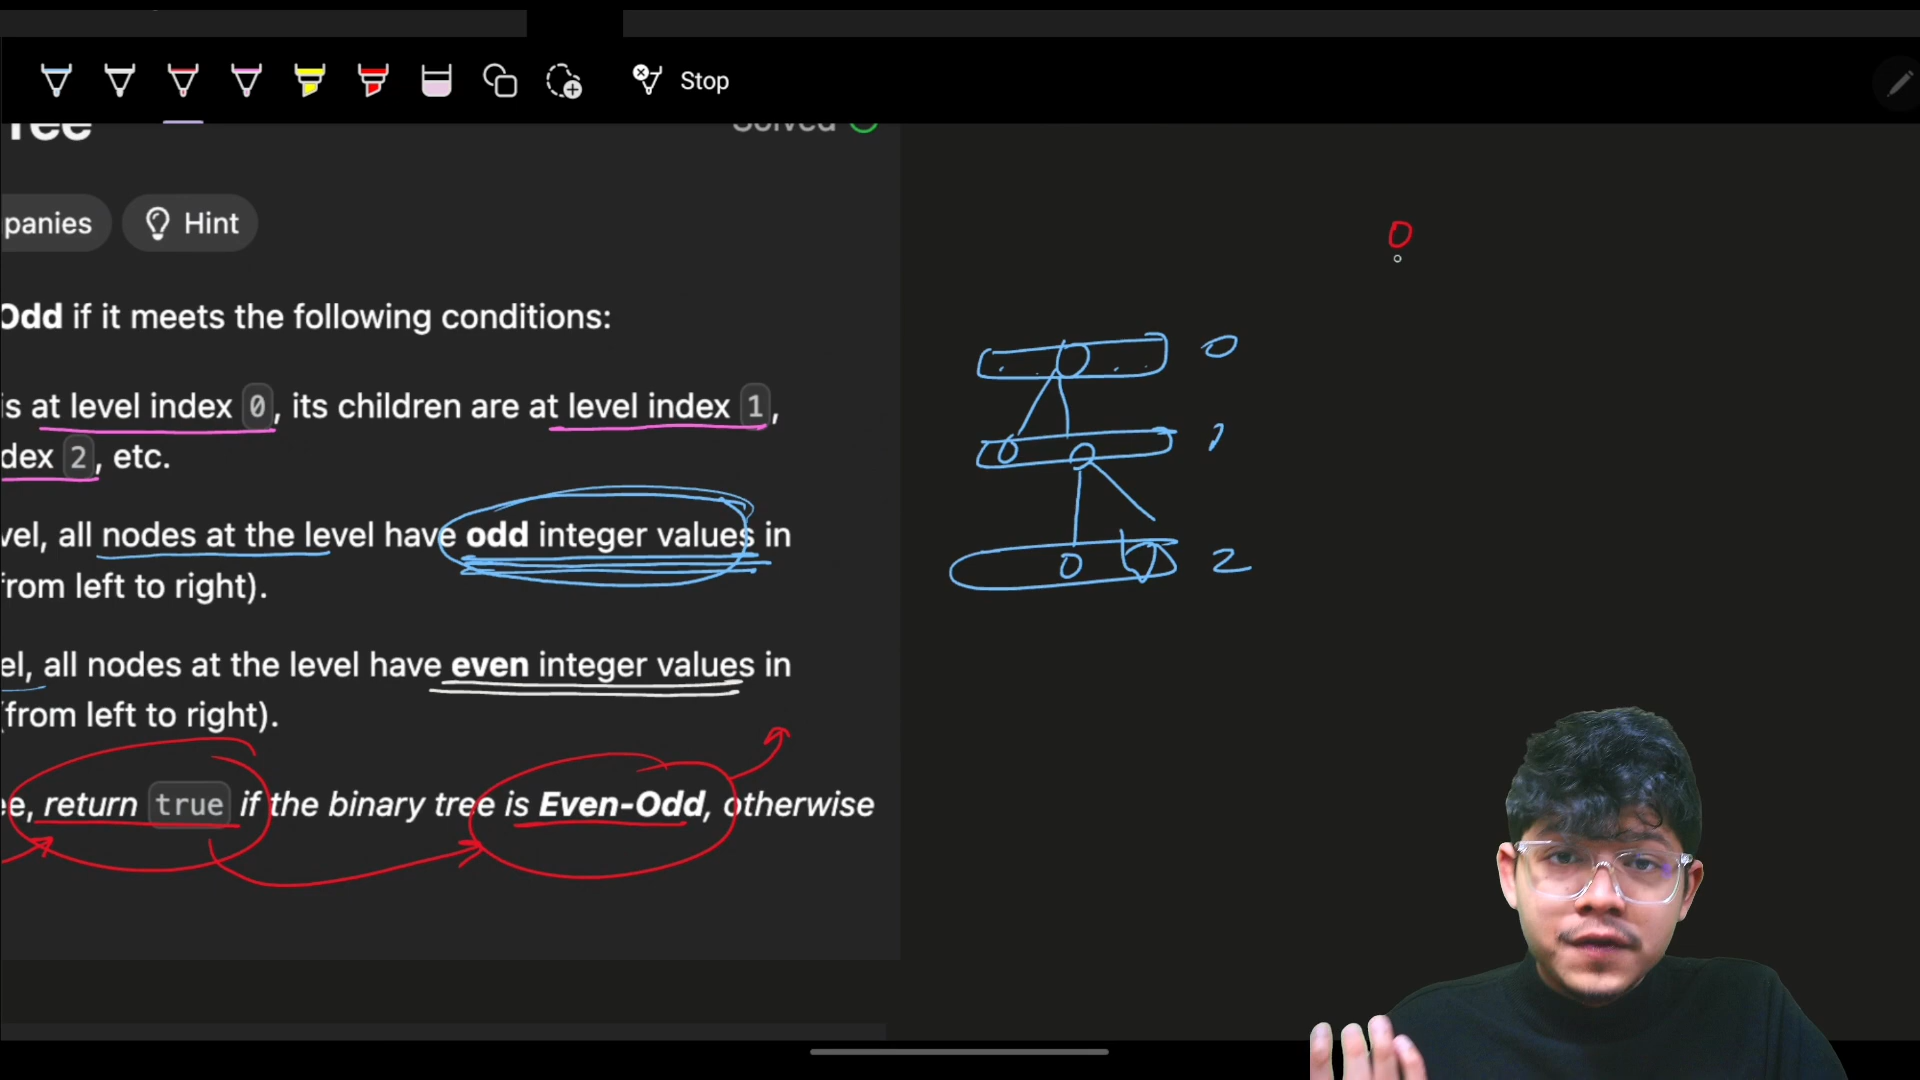 Stop
Tree
Solved
panies
Hint
Odd if it meets the following conditions:
is at level index 0, its children are at level index 1,
dex 2, etc.
vel, all nodes at the level have odd integer values in
from left to right).
el, all nodes at the level have even integer values in
(from left to right).
ee, return true if the binary tree is Even-Odd, otherwise
0
0
1
2